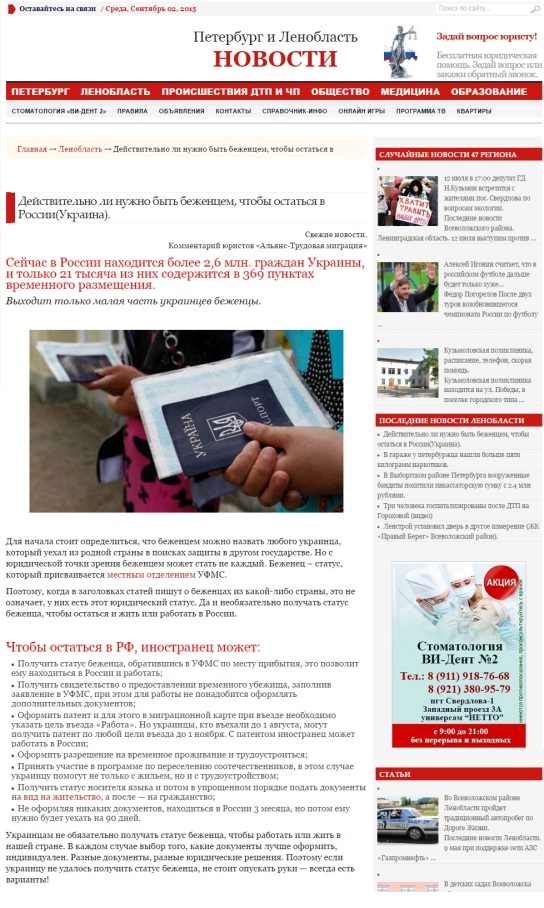 Оставайтесь на связи / Среда, Сентябрь 02, 2015
Поиск по сайту...
Петербург и Ленобласть
НОВОСТИ
Задай вопрос юристу!
Бесплатная юридическая
помощь. Задай вопрос или
закажи обратный звонок.
ПЕТЕРБУРГ ЛЕНОБЛАСТЬ ПРОИСШЕСТВИЯ ДТП И ЧП ОБЩЕСТВО МЕДИЦИНА ОБРАЗОВАНИЕ
СТОМАТОЛОГИЯ «ВИ-ДЕНТ 2» ПРАВИЛА ОБЪЯВЛЕНИЯ КОНТАКТЫ СПРАВОЧНИК-ИНФО ОНЛАЙН ИГРЫ ПРОГРАММА ТВ КВАРТИРЫ
Главная → Ленобласть → Действительно ли нужно быть беженцем, чтобы остаться в
Действительно ли нужно быть беженцем, чтобы остаться в
России(Украина).
Свежие новости.
Комментарий юристов «Альянс-Трудовая миграция»
Сейчас в России находится более 2,6 млн. граждан Украины,
и только 21 тысяча из них содержится в 369 пунктах
временного размещения.
Выходит только малая часть украинцев беженцы.
УКРАЇНА
ПАСПОРТ
Для начала стоит определиться, что беженцем можно назвать любого украинца,
который уехал из родной страны в поисках защиты в другом государстве. Но с
юридической точки зрения беженцем может стать не каждый. Беженец – статус,
который присваивается местным отделением УФМС.
Поэтому, когда в заголовках статей пишут о беженцах из какой-либо страны, это не
означает, у них есть этот юридический статус. Да и необязательно получать статус
беженца, чтобы остаться и жить или работать в России.
Чтобы остаться в РФ, иностранец может:
Получить статус беженца, обратившись в УФМС по месту прибытия, это позволит
ему находиться в России и работать;
Получить свидетельство о предоставлении временного убежища, заполнив
заявление в УФМС, при этом для работы не понадобится оформлять
дополнительных документов;
Оформить патент и для этого в миграционной карте при въезде необходимо
указать цель въезда «Работа». Но украинцы, кто въехали до 1 августа, могут
получить патент по любой цели въезда до 1 ноября. С патентом иностранец может
работать в России;
Оформить разрешение на временное проживание и трудоустроиться;
Принять участие в программе по переселению соотечественников, в этом случае
украинцу помогут не только с жильем, но и с трудоустройством;
Получить статус носителя языка и потом в упрощенном порядке подать документы
на вид на жительство, а после — на гражданство;
Не оформляя никаких документов, находиться в России 3 месяца, но потом ему
нужно будет уехать на 90 дней.
Украинцам не обязательно получать статус беженца, чтобы работать или жить в
нашей стране. В каждом случае выбор того, какие документы лучше оформить,
индивидуален. Разные документы, разные юридические решения. Поэтому если
украинцу не удалось получить статус беженца, не стоит опускать руки — всегда есть
варианты!
СЛУЧАЙНЫЕ НОВОСТИ 47 РЕГИОНА
ХВАТИТ
ТРАВИТЬ
НАШИХ ДЕТЕЙ!
12 июля в 17:00 депутат ГД
Н.Кузьмин встретится с
жителями пос. Свердлова по
вопросам экологии.
Последние новости
Всеволожского района.
Ленинградская область. 12 июля выступим против ...
Алексей Игонин считает, что в
российском футболе дальше
будет только хуже...
Федор Погорелов После двух
туров возобновившегося
чемпионата России по футболу
...
Кузьмоловская поликлиника,
расписание, телефон, скорая
помощь.
Кузьмоловская поликлиника
находится на ул. Победы, в
поселке городского типа ...
ПОСЛЕДНИЕ НОВОСТИ ЛЕНОБЛАСТИ
Действительно ли нужно быть беженцем, чтобы
остаться в России(Украина).
В гараже у петербуржца нашли больше пяти
килограмм наркотиков.
В Выборгском районе Петербурга вооруженные
бандиты похитили инкассаторскую сумку с 2.4 млн
рублями.
Три человека госпитализированы после ДТП на
Гороховой (видео)
Ленстрой установил дверь в другое измерение (ЖК
«Правый Берег» Всеволожский район).
АКЦИЯ
Стоматология
ВИ-Дент №2
Тел.: 8 (911) 918-76-68
8 (921) 380-95-79
пгт Свердлова-1
Западный проезд 3А
универсам "НЕТТО"
с 9:00 до 21:00
без перерыва и выходных
имеются противопоказания, проконсультируйтесь с врачом
СТАТЬИ
Во Всеволожском районе
Ленобласти пройдет
традиционный автопробег по
Дороге Жизни.
Последние новости Ленобласти.
9 мая при поддержке сети АЗС
«Газпромнефть» ...
В детских садах Всеволожска